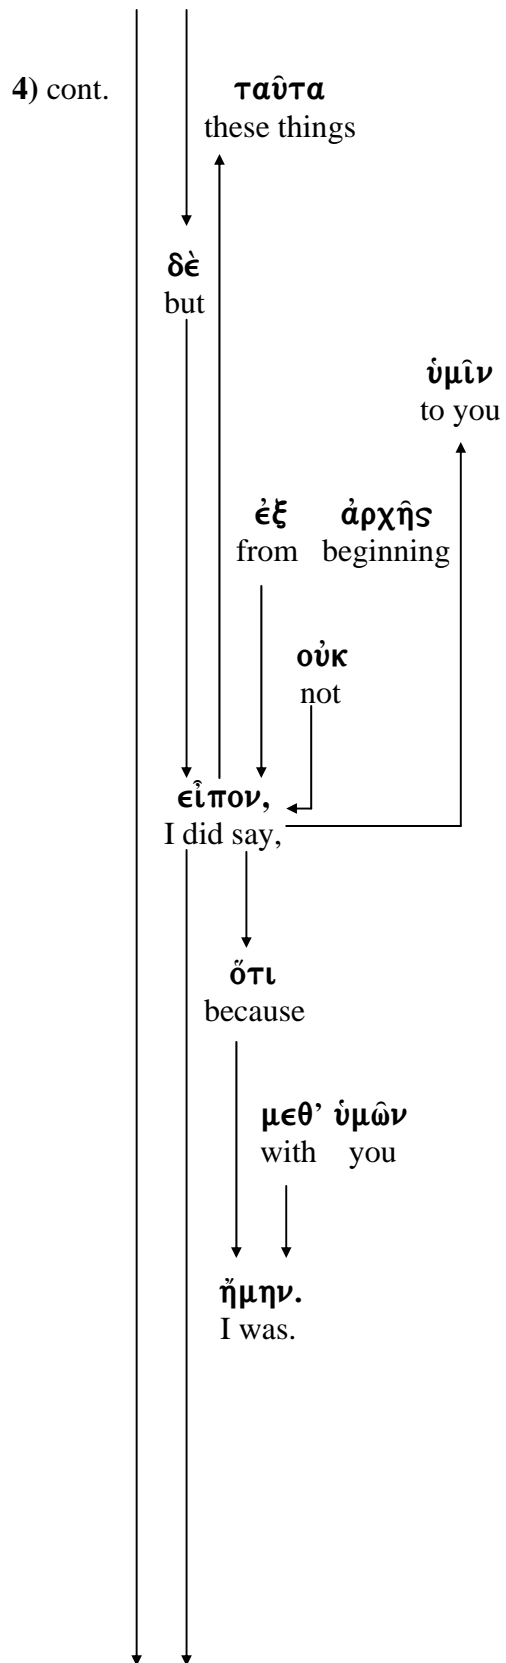 4) cont. ταῦτα
these things
δὲ
but
ὑμῖν
to you
ἐξ ἀρχῆς
from beginning
οὐκ
not
εἶπον,
I did say,
ὅτι
because
μεθ’ ὑμῶν
with you
ἤμην.
I was.